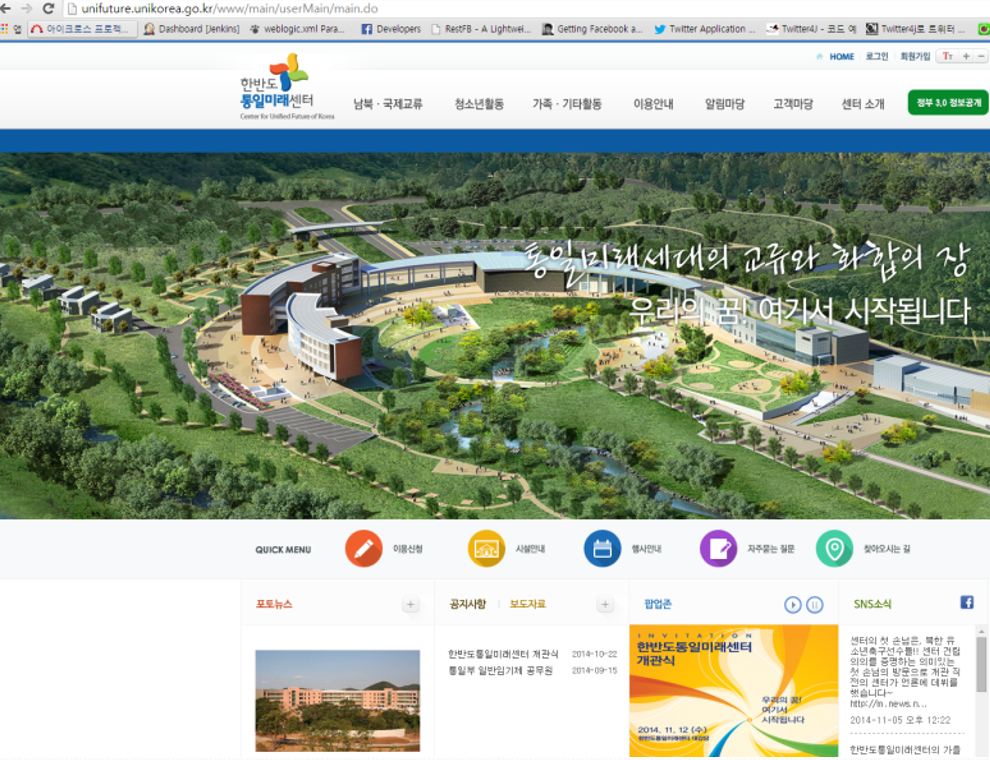 unifuture.unikorea.go.kr/www/main/userMain/main.do
앱
아이크로스 프로젝...
Dashboard [Jenkins]
weblogic.xml Para...
Developers
RestFB - A Lightwei...
Getting Facebook a...
Twitter Application ...
Twitter4J - 코드 예
Twitter4j로 트위터 ...
HOME
로그인
회원가입
TT + −
한반도
통일미래센터
Center for Unified Future of Korea
남북 · 국제교류
청소년활동
가족 · 기타활동
이용안내
알림마당
고객마당
센터 소개
정부 3.0 정보공개
통일미래세대의 교류와 화합의 장
우리의 꿈! 여기서 시작됩니다
QUICK MENU
이용신청
시설안내
행사안내
자주묻는 질문
찾아오시는 길
포토뉴스
+
공지사항
보도자료
+
팝업존
SNS소식
한반도통일미래센터 개관식 2014-10-22
통일부 일반임기제 공무원 2014-09-15
INVITATION
한반도통일미래센터
개관식
우리의 꿈!
여기서
시작됩니다
2014. 11. 12 (수)
한반도통일미래센터 대강당
센터의 첫 손님은, 북한 유
소년축구선수들!! 센터 건립
의의를 증명하는 의미있는
첫 손님의 방문으로 개관 직
전의 센터가 언론에 데뷔를
했습니다~
http://m.news.n...
2014-11-05 오후 12:22
한반도통일미래센터의 가을